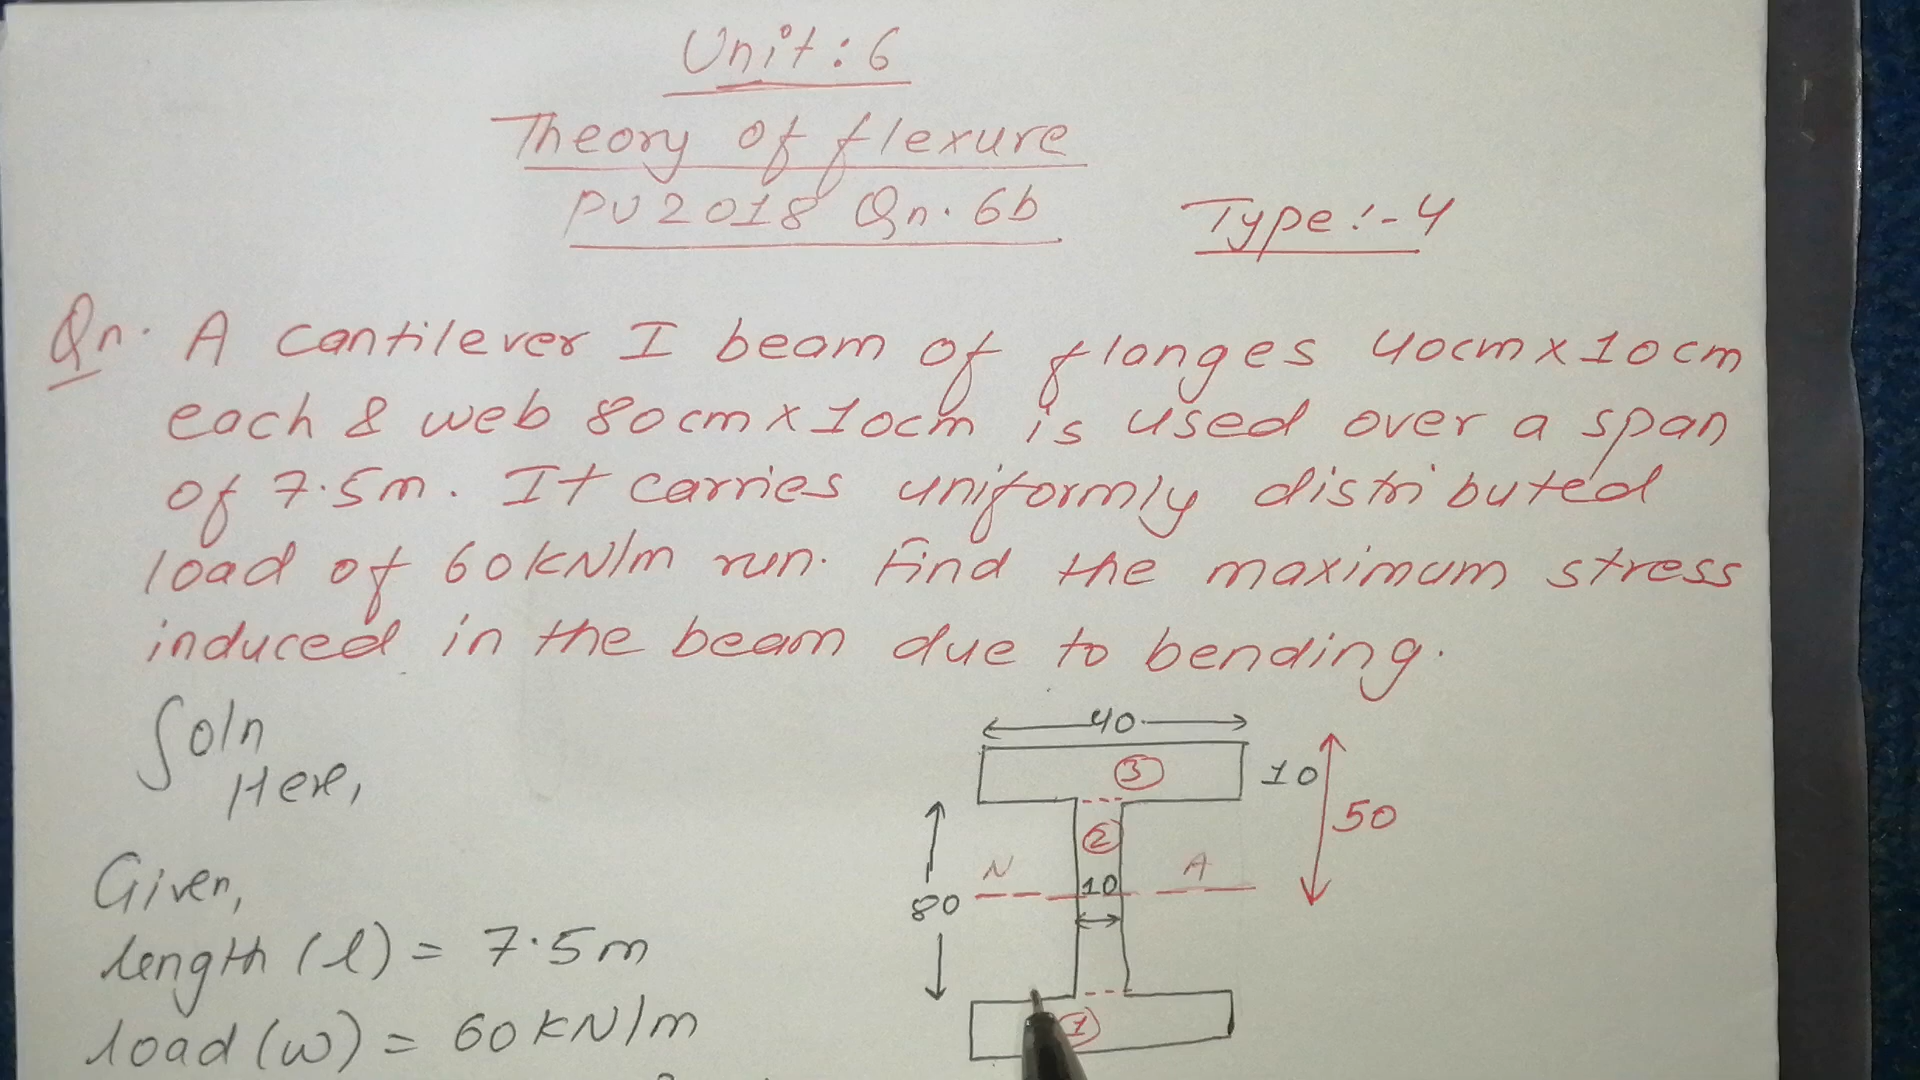 Unit: 6
Theory of flexure
PU 2018 Qn. 6b
Type:-4
Qn. A cantilever I beam of flanges 40cm x 10cm
each & web 80cm x 10cm is used over a span
of 7.5m. It carries uniformly distributed
load of 60kN/m run. Find the maximum stress
induced in the beam due to bending.
Soln
Here,
40
3
10
50
2
N
A
10
80
1
Given,
length (l) = 7.5m
load (w) = 60kN/m